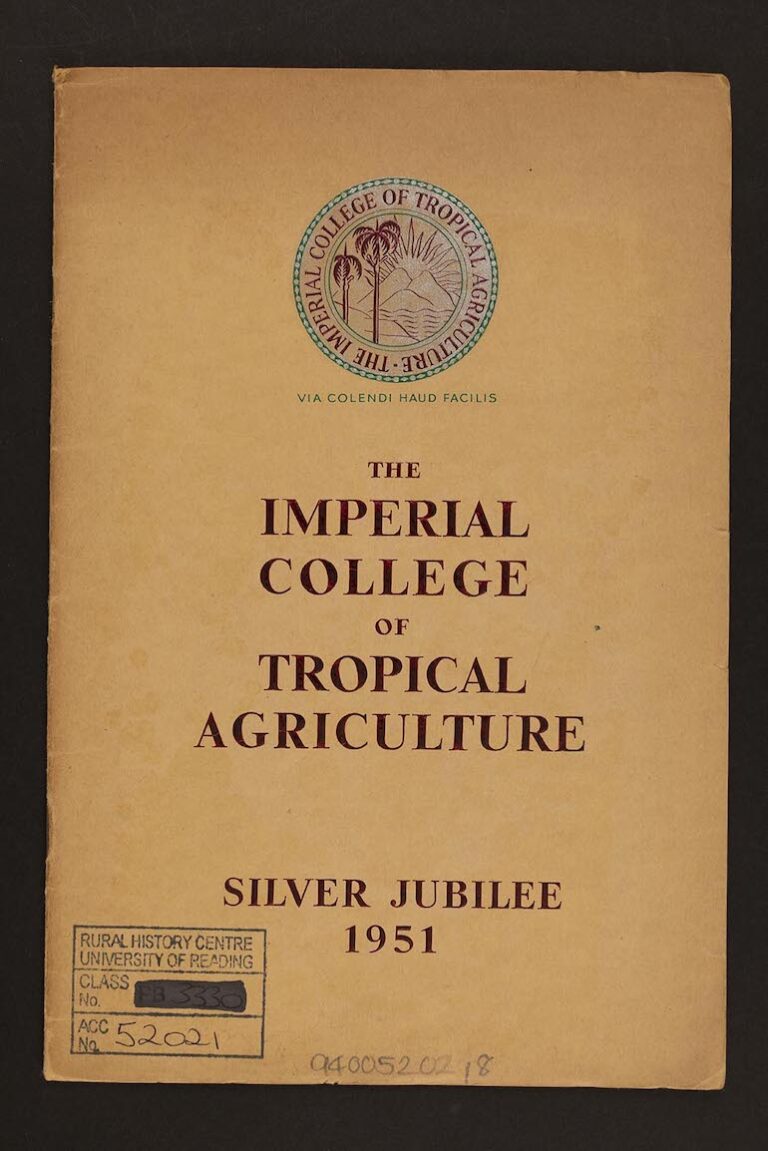 THE IMPERIAL COLLEGE OF TROPICAL AGRICULTURE ·
VIA COLENDI HAUD FACILIS
THE
IMPERIAL
COLLEGE
OF
TROPICAL
AGRICULTURE
SILVER JUBILEE
1951
RURAL HISTORY CENTRE
UNIVERSITY OF READING
CLASS
No.
ACC
No. 52021